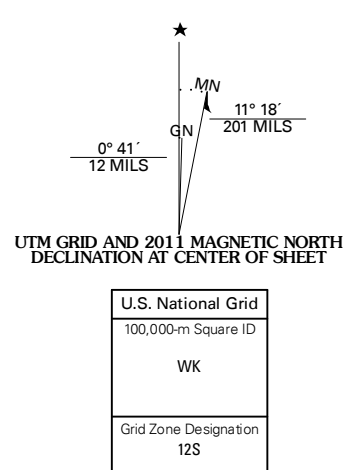 ★
MN
11° 18´
201 MILS
GN
0° 41´
12 MILS
UTM GRID AND 2011 MAGNETIC NORTH
DECLINATION AT CENTER OF SHEET
U.S. National Grid
100,000-m Square ID
WK
Grid Zone Designation
12S